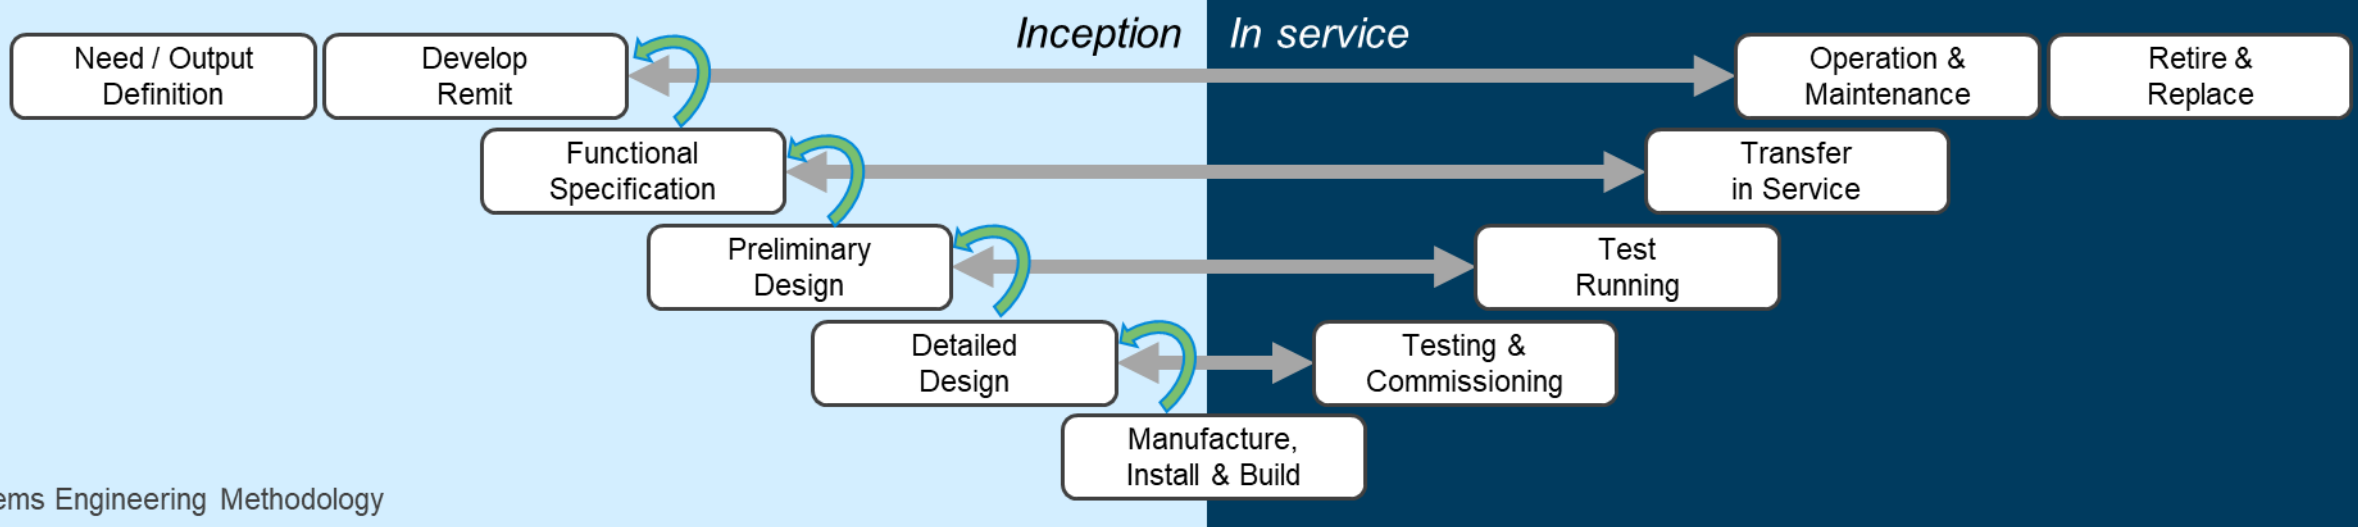 Inception
In service
Need / Output
Definition
Develop
Remit
Operation &
Maintenance
Retire &
Replace
Functional
Specification
Transfer
in Service
Preliminary
Design
Test
Running
Detailed
Design
Testing &
Commissioning
Manufacture,
Install & Build
Engineering Methodology